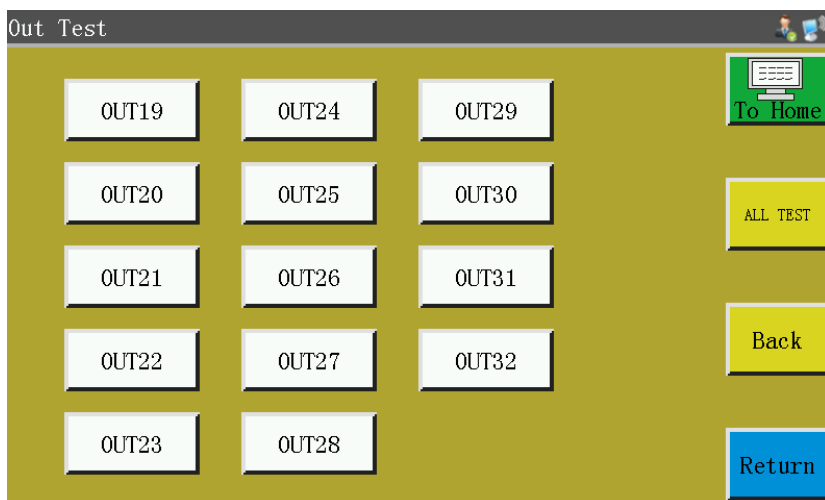 Out Test
OUT19 OUT24 OUT29 To Home
OUT20 OUT25 OUT30 ALL TEST
OUT21 OUT26 OUT31
OUT22 OUT27 OUT32 Back
OUT23 OUT28 Return